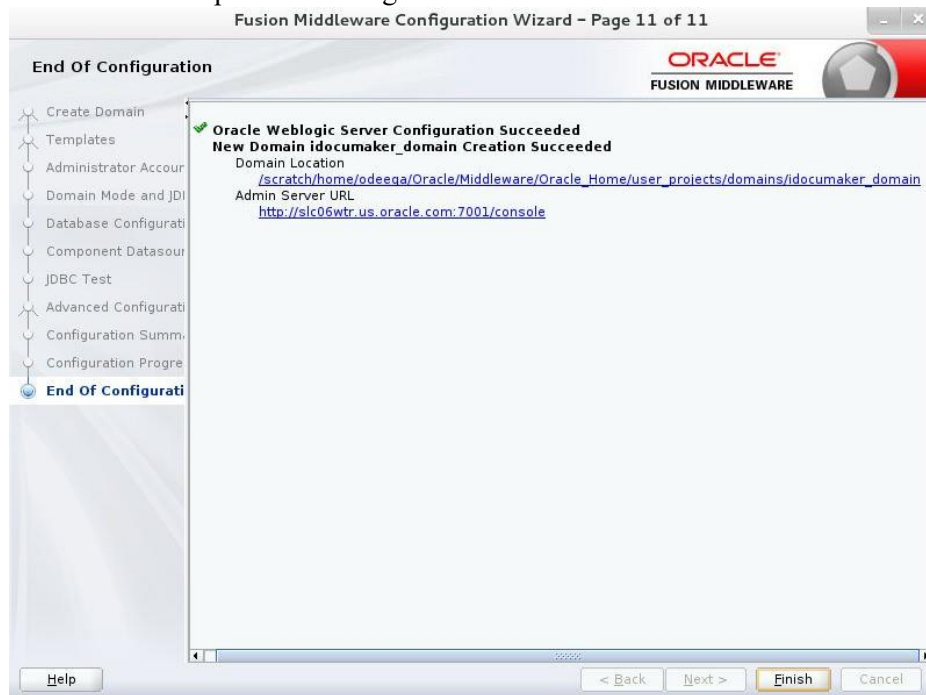 Fusion Middleware Configuration Wizard – Page 11 of 11
End Of Configuration
ORACLE
FUSION MIDDLEWARE
Create Domain
Templates
Administrator Accour
Domain Mode and JDI
Database Configurati
Component Datasour
JDBC Test
Advanced Configurati
Configuration Summ
Configuration Progre
End Of Configurati
Oracle Weblogic Server Configuration Succeeded
New Domain idocumaker_domain Creation Succeeded
Domain Location
/scratch/home/odeega/Oracle/Middleware/Oracle_Home/user_projects/domains/idocumaker_domain
Admin Server URL
http://slc06wtr.us.oracle.com:7001/console
Help
< Back
Next >
Finish
Cancel